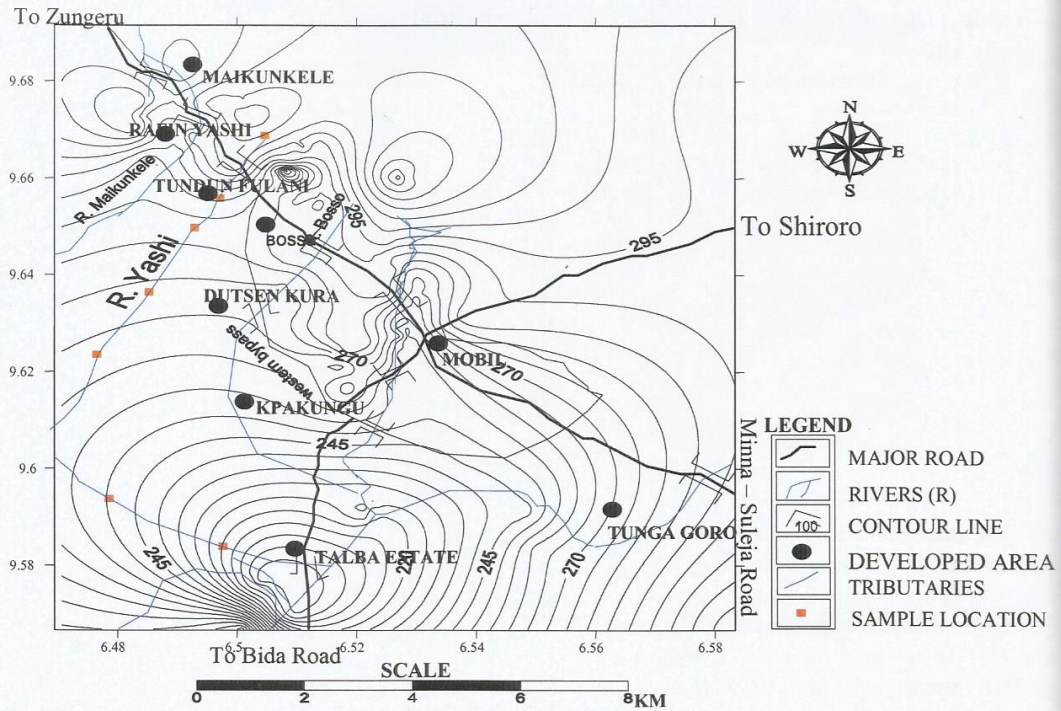 To Zungeru
9.68
MAIKUNKELE
RAFIN YASHI
N
W E
S
9.66
R. Maikunkele
TUNDUN FULANI
295
Bosso
BOSSO
To Shiroro
295
9.64
R. Yashi
DUTSEN KURA
western bypass
270
MOBIL
270
9.62
KPAKUNGU
245
9.6
Minna – Suleja Road
LEGEND
MAJOR ROAD
RIVERS (R)
100
CONTOUR LINE
DEVELOPED AREA
TRIBUTARIES
SAMPLE LOCATION
TUNGA GORO
TALBA ESTATE
245
220
245
270
9.58
6.48
6.5
6.52
6.54
6.56
6.58
To Bida Road
SCALE
0 2 4 6 8
KM